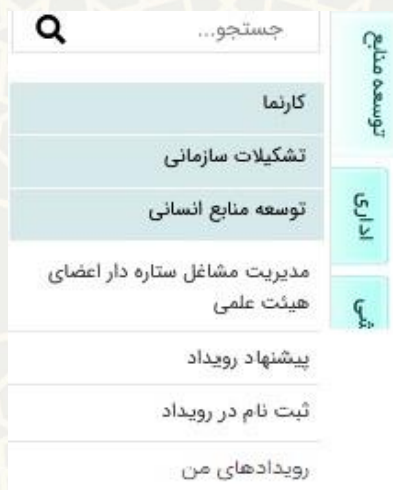 جستجو...
کارنما
تشکیلات سازمانی
توسعه منابع انسانی
مدیریت مشاغل ستاره دار اعضای
هیئت علمی
پیشنهاد رویداد
ثبت نام در رویداد
رویدادهای من
توسعه منابع
اداری